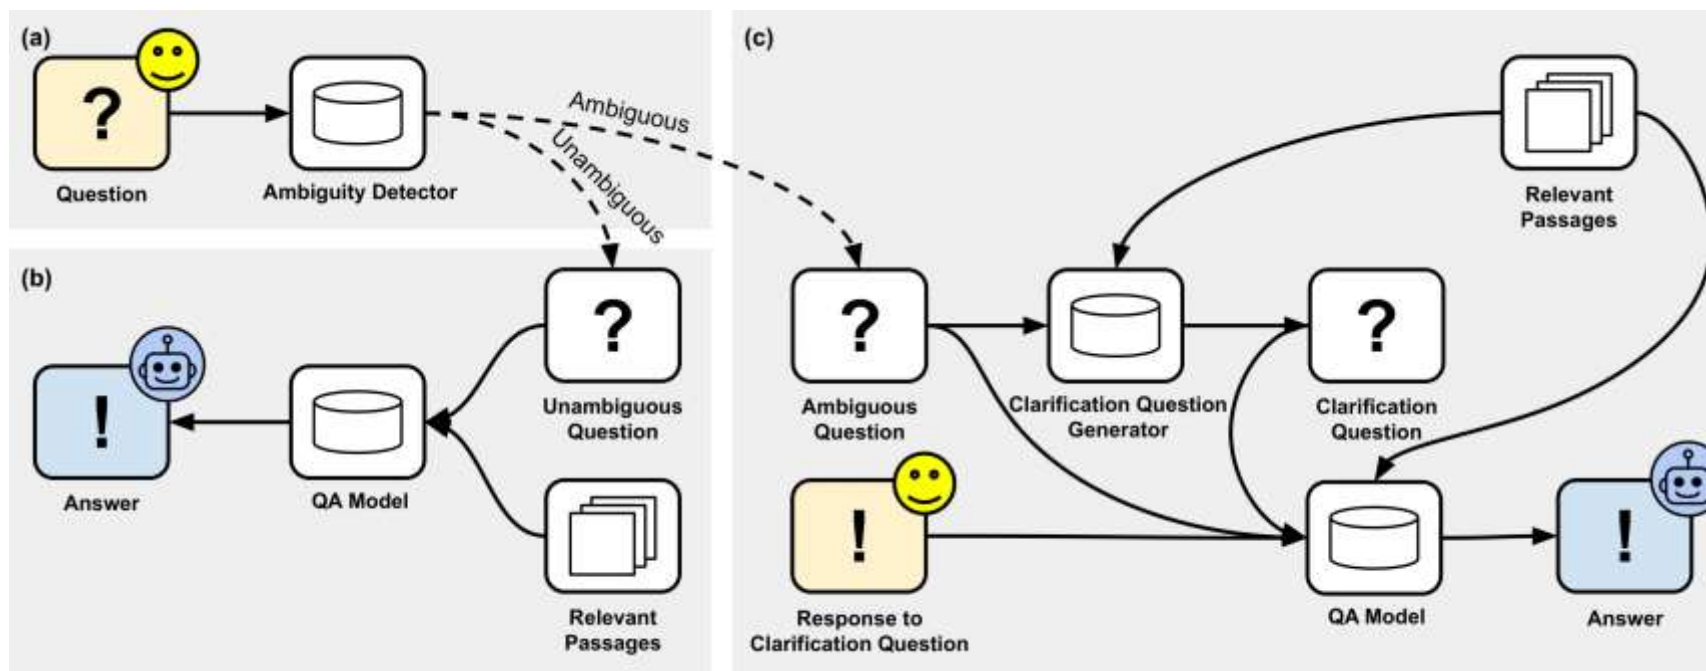 (a)
?
Question
Ambiguity Detector
Ambiguous
Unambiguous
(b)
!
Answer
QA Model
?
Unambiguous
Question
Relevant
Passages
(c)
Relevant
Passages
?
Ambiguous
Question
Clarification Question
Generator
?
Clarification
Question
!
Response to
Clarification Question
QA Model
!
Answer